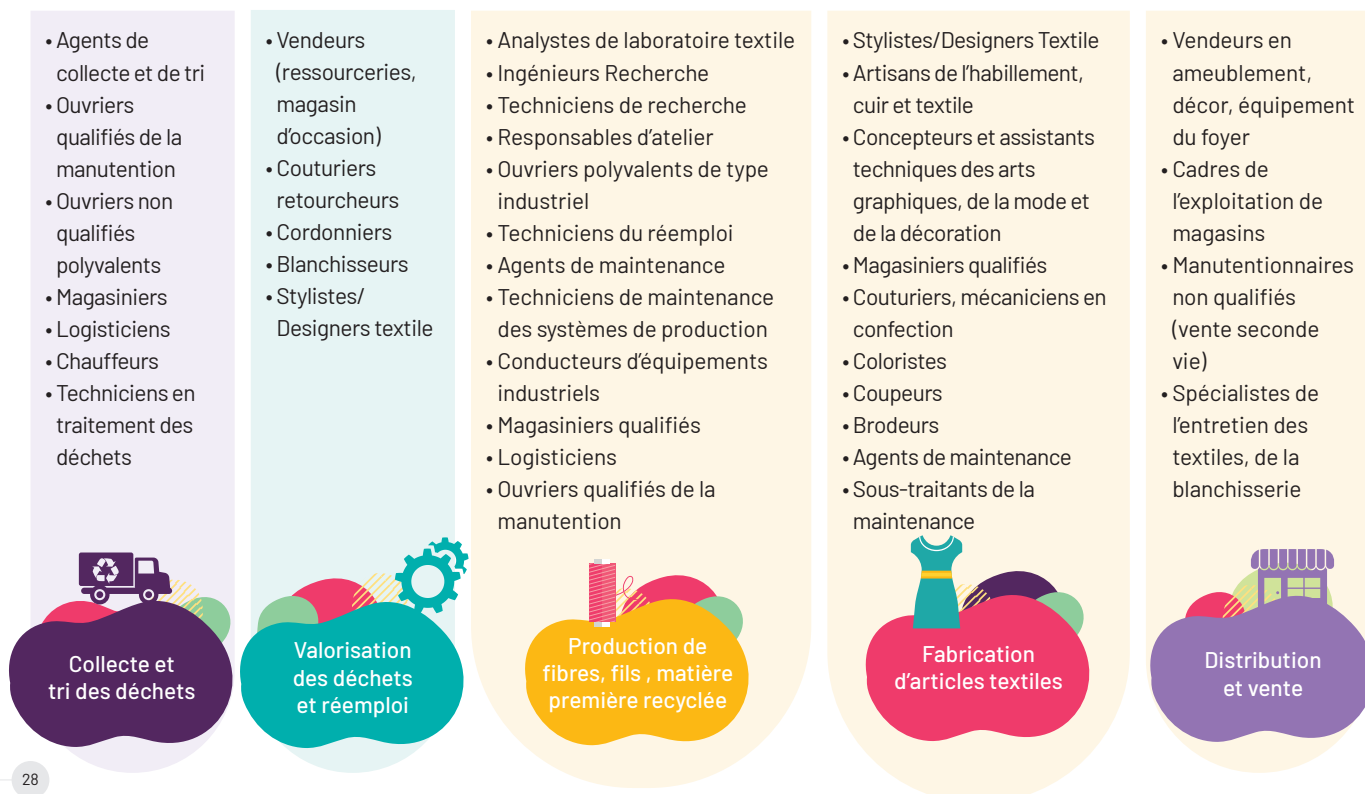 • Agents de
collecte et de tri
• Ouvriers
qualifiés de la
manutention
• Ouvriers non
qualifiés
polyvalents
• Magasiniers
• Logisticiens
• Chauffeurs
• Techniciens en
traitement des
déchets
Collecte et
tri des déchets
• Vendeurs
(ressourceries,
magasin
d’occasion)
• Couturiers
retourcheurs
• Cordonniers
• Blanchisseurs
• Stylistes/
Designers textile
Valorisation
des déchets
et réemploi
• Analystes de laboratoire textile
• Ingénieurs Recherche
• Techniciens de recherche
• Responsables d’atelier
• Ouvriers polyvalents de type
industriel
• Techniciens du réemploi
• Agents de maintenance
• Techniciens de maintenance
des systèmes de production
• Conducteurs d’équipements
industriels
• Magasiniers qualifiés
• Logisticiens
• Ouvriers qualifiés de la
manutention
Production de
fibres, fils , matière
première recyclée
• Stylistes/Designers Textile
• Artisans de l’habillement,
cuir et textile
• Concepteurs et assistants
techniques des arts
graphiques, de la mode et
de la décoration
• Magasiniers qualifiés
• Couturiers, mécaniciens en
confection
• Coloristes
• Coupeurs
• Brodeurs
• Agents de maintenance
• Sous-traitants de la
maintenance
Fabrication
d’articles textiles
• Vendeurs en
ameublement,
décor, équipement
du foyer
• Cadres de
l’exploitation de
magasins
• Manutentionnaires
non qualifiés
(vente seconde
vie)
• Spécialistes de
l’entretien des
textiles, de la
blanchisserie
Distribution
et vente
28